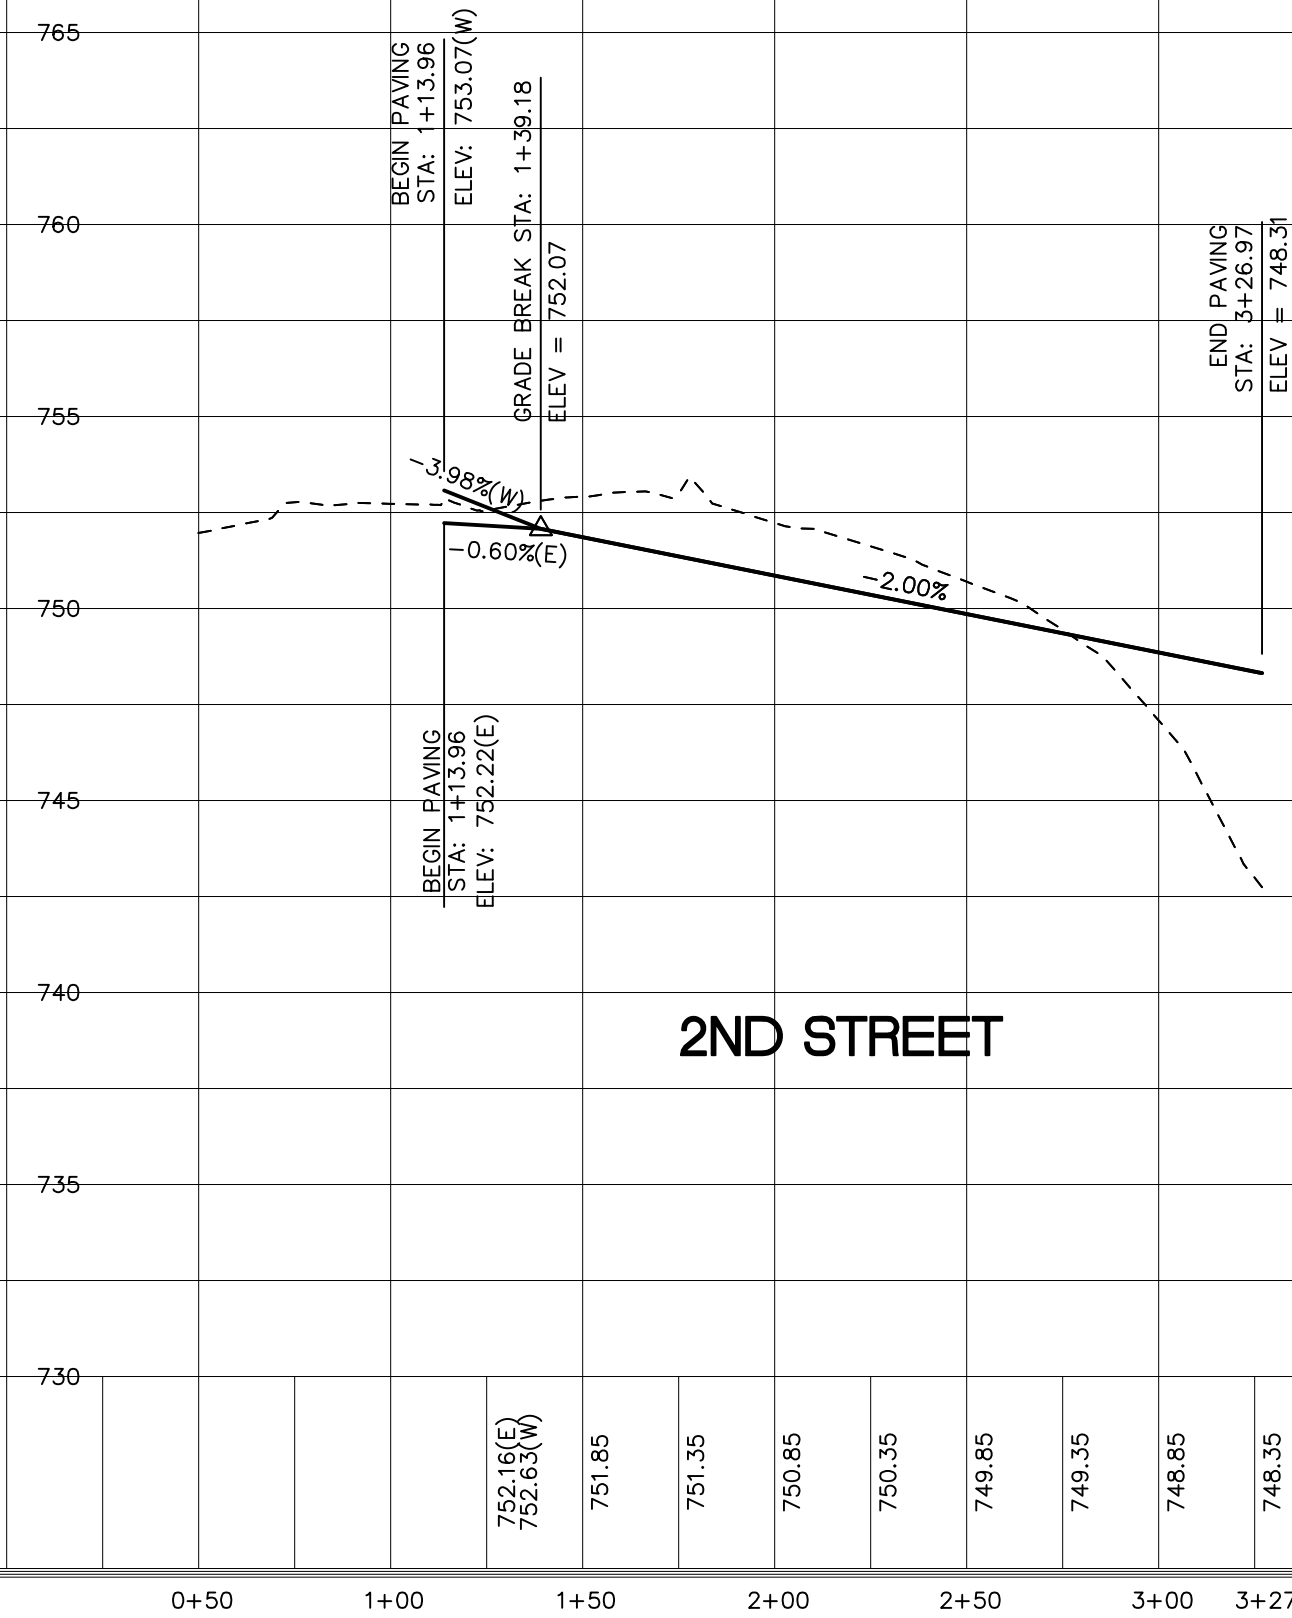 765
760
755
750
745
740
735
730
BEGIN PAVING
STA: 1+13.96
ELEV: 753.07(W)
GRADE BREAK STA: 1+39.18
ELEV = 752.07
END PAVING
STA: 3+26.97
ELEV = 748.31
-3.98%(W)
-0.60%(E)
-2.00%
BEGIN PAVING
STA: 1+13.96
ELEV: 752.22(E)
2ND STREET
752.16(E)
752.63(W)
751.85
751.35
750.85
750.35
749.85
749.35
748.85
748.35
0+50
1+00
1+50
2+00
2+50
3+00
3+27